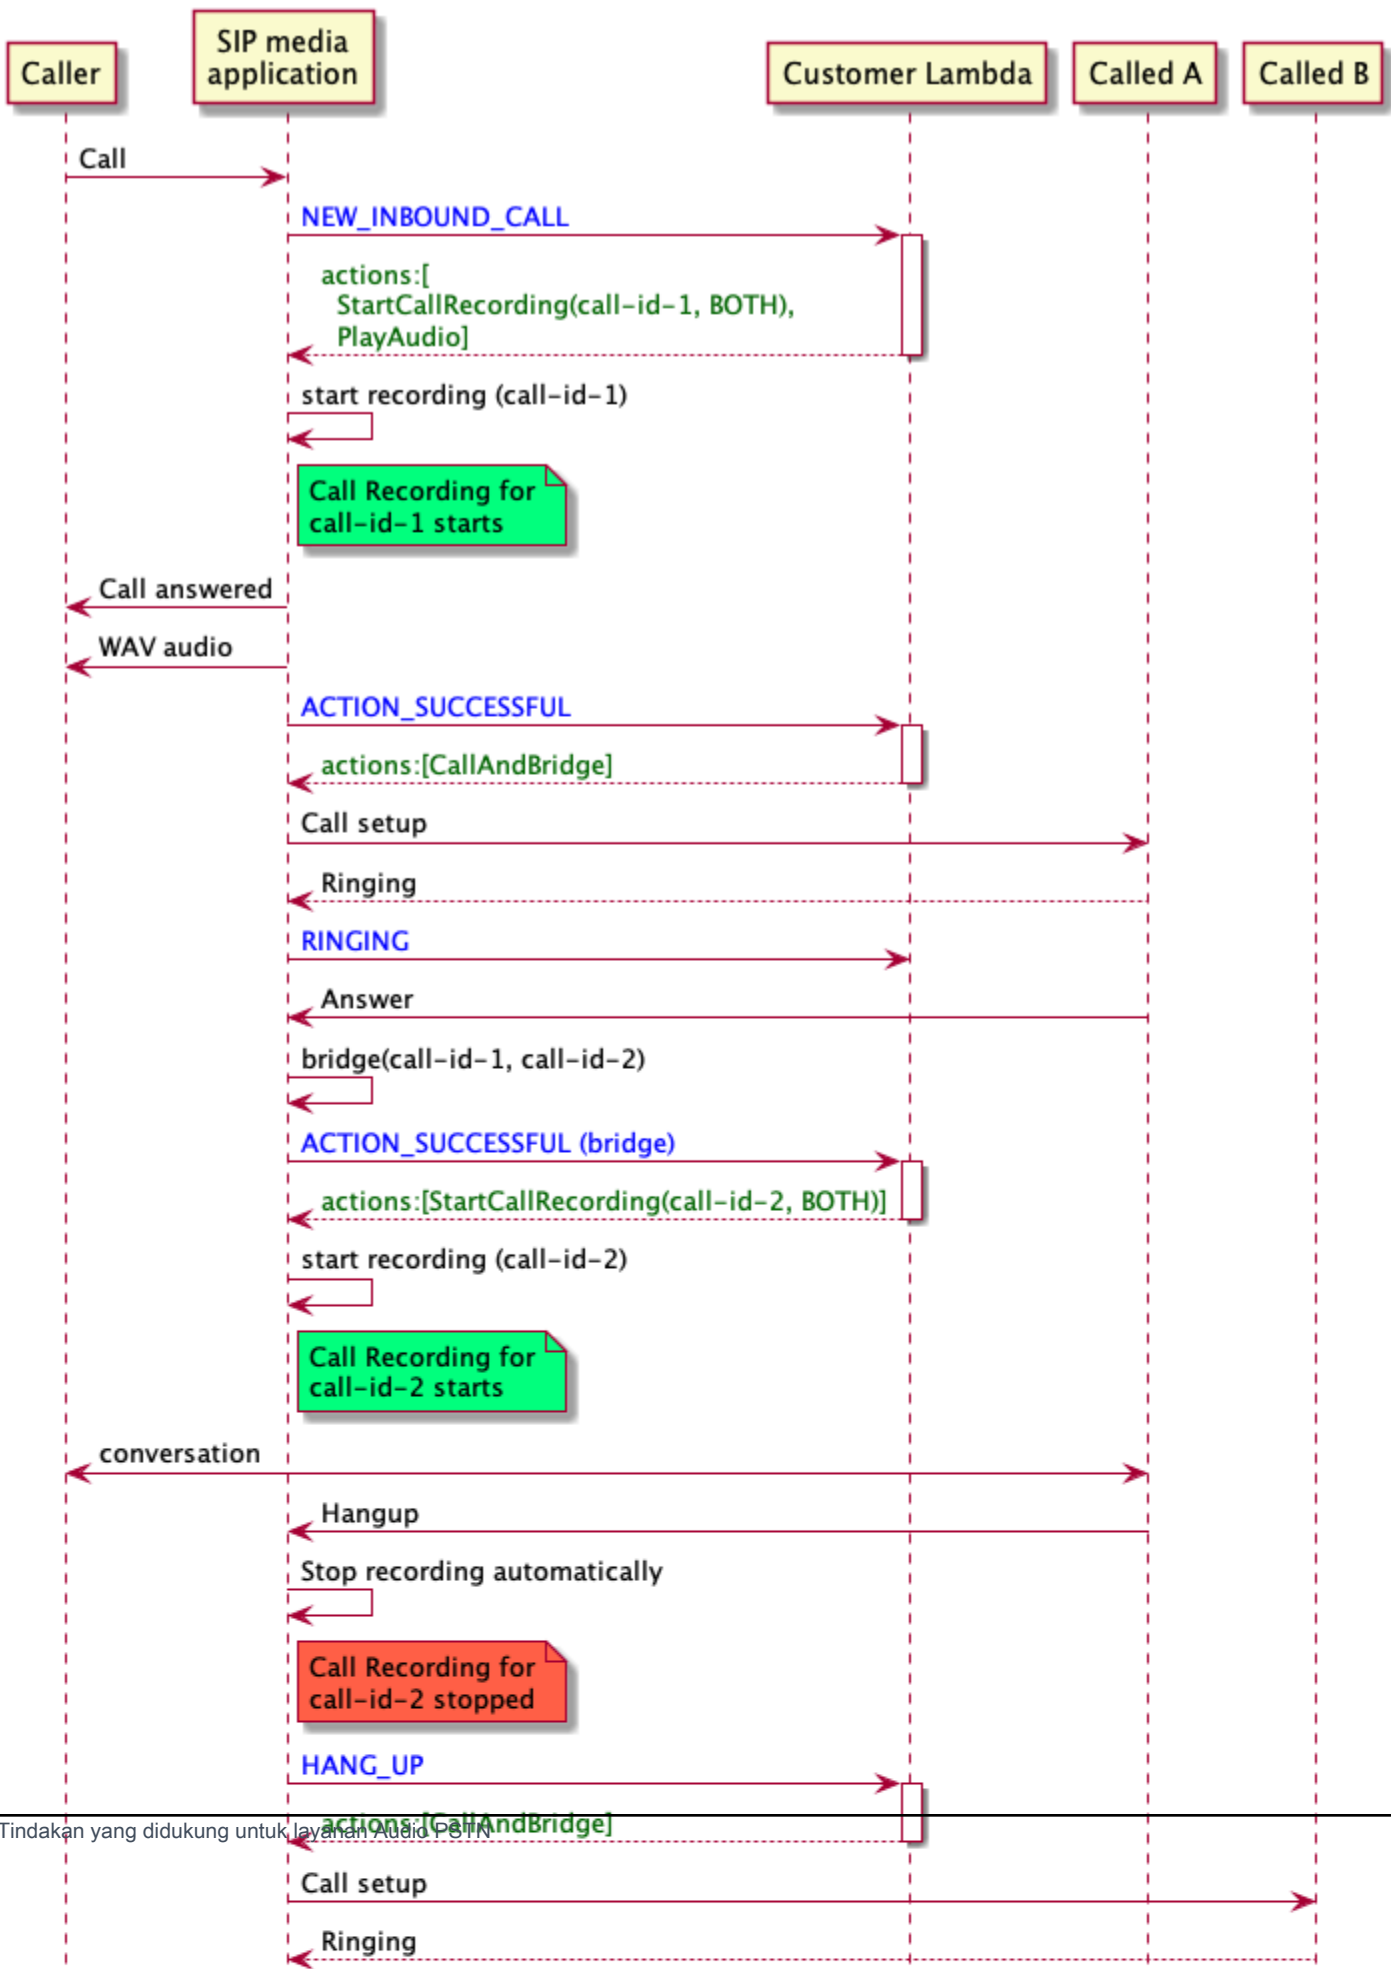 Caller
SIP media
application
Customer Lambda
Called A
Called B
Call
NEW_INBOUND_CALL
actions:[
StartCallRecording(call-id-1, BOTH),
PlayAudio]
start recording (call-id-1)
Call Recording for
call-id-1 starts
Call answered
WAV audio
ACTION_SUCCESSFUL
actions:[CallAndBridge]
Call setup
Ringing
RINGING
Answer
bridge(call-id-1, call-id-2)
ACTION_SUCCESSFUL (bridge)
actions:[StartCallRecording(call-id-2, BOTH)]
start recording (call-id-2)
Call Recording for
call-id-2 starts
conversation
Hangup
Stop recording automatically
Call Recording for
call-id-2 stopped
HANG_UP
actions:[CallAndBridge]
Tindakan yang didukung untuk layanan Audio PSTN
Call setup
Ringing